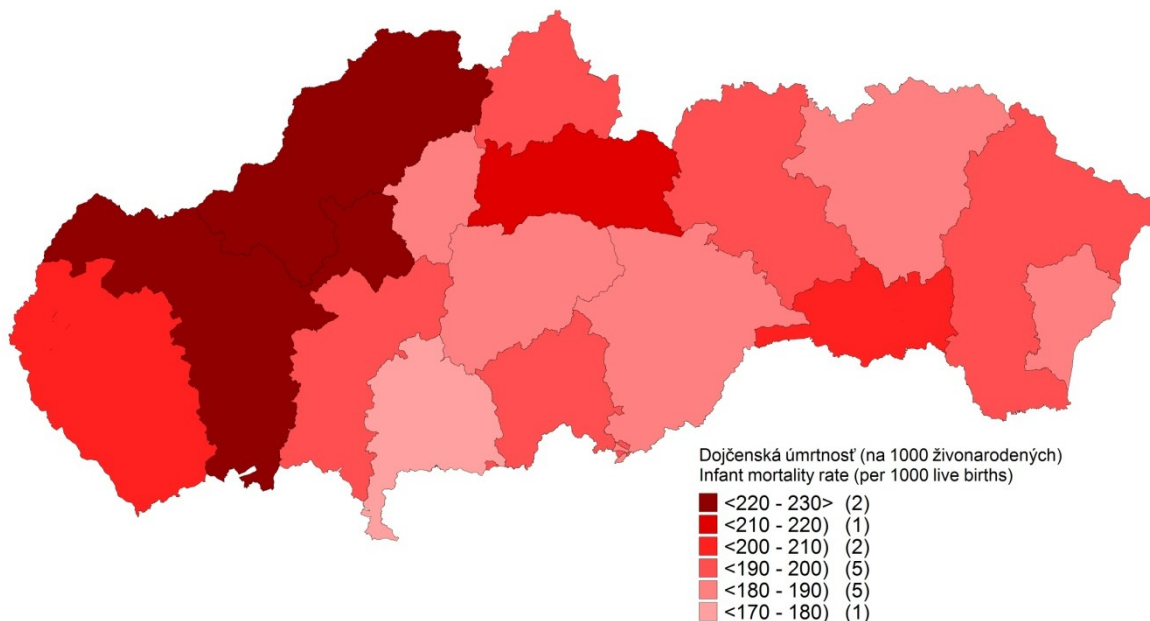 Dojčenská úmrtnosť (na 1000 živonarodených)
Infant mortality rate (per 1000 live births)
<220 - 230> (2)
<210 - 220) (1)
<200 - 210) (2)
<190 - 200) (5)
<180 - 190) (5)
<170 - 180) (1)